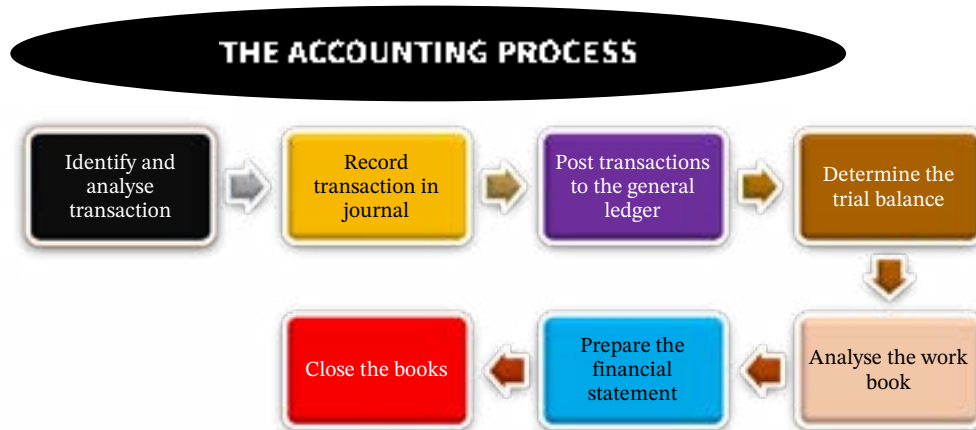 THE ACCOUNTING PROCESS
Identify and
analyse
transaction
Record
transaction in
journal
Post transactions
to the general
ledger
Determine the
trial balance
Analyse the work
book
Prepare the
financial
statement
Close the books